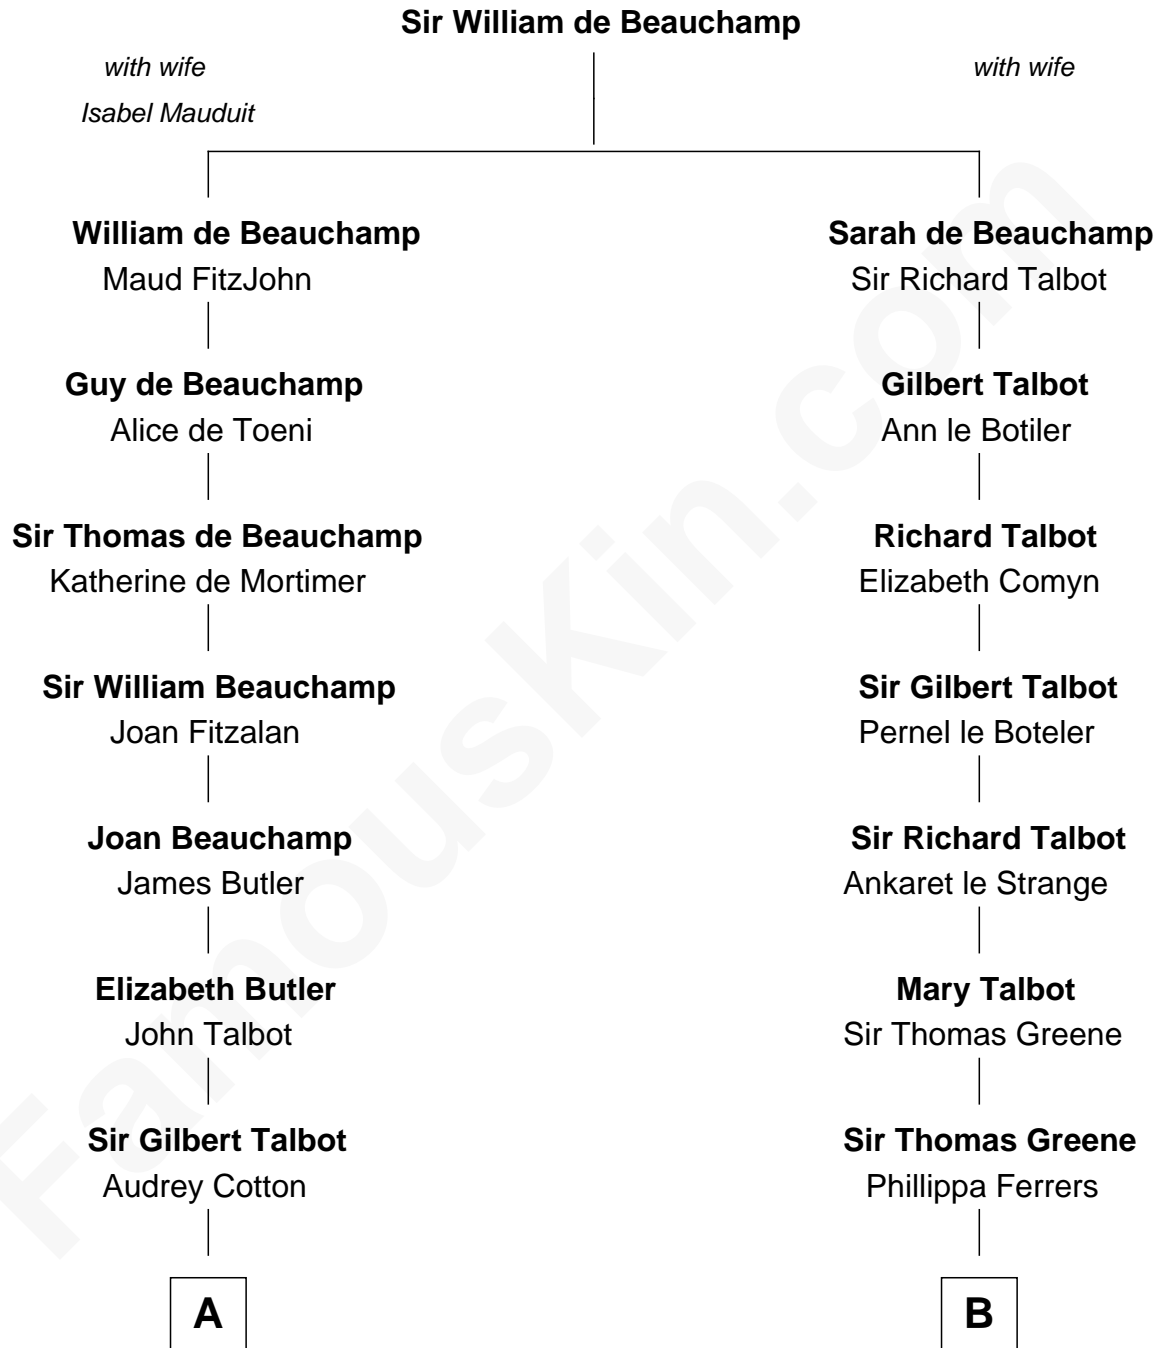 Sir William de Beauchamp
with wife
with wife
Isabel Mauduit
William de Beauchamp
Sarah de Beauchamp
Maud FitzJohn
Sir Richard Talbot
Guy de Beauchamp
Gilbert Talbot
Alice de Toeni
Ann le Botiler
Sir Thomas de Beauchamp
Richard Talbot
Katherine de Mortimer
Elizabeth Comyn
Sir William Beauchamp
Sir Gilbert Talbot
Joan Fitzalan
Pernel le Boteler
Joan Beauchamp
Sir Richard Talbot
James Butler
Ankaret le Strange
Elizabeth Butler
Mary Talbot
John Talbot
Sir Thomas Greene
Sir Gilbert Talbot
Sir Thomas Greene
Audrey Cotton
Phillippa Ferrers
A
B
FamousKin.com